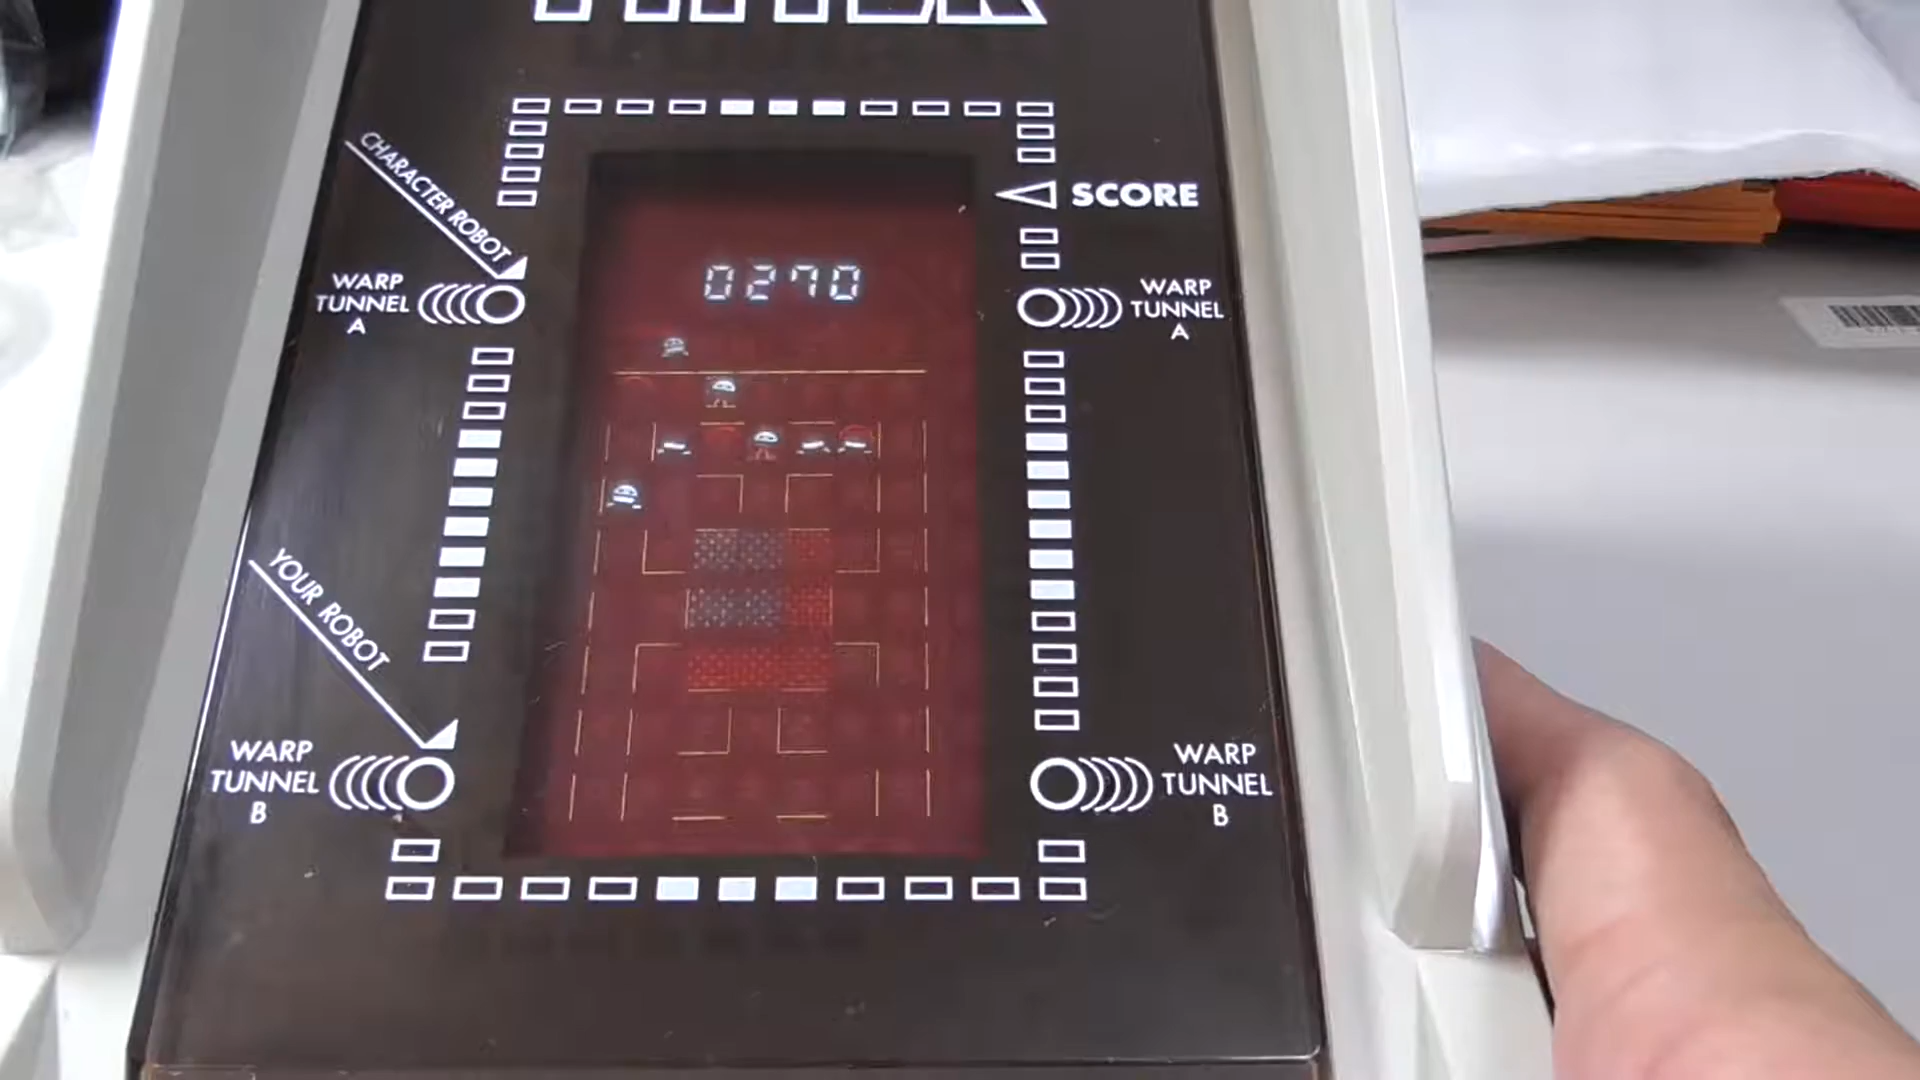 CHARACTER ROBOT
SCORE
WARP
TUNNEL
A
WARP
TUNNEL
A
0270
YOUR ROBOT
WARP
TUNNEL
B
WARP
TUNNEL
B